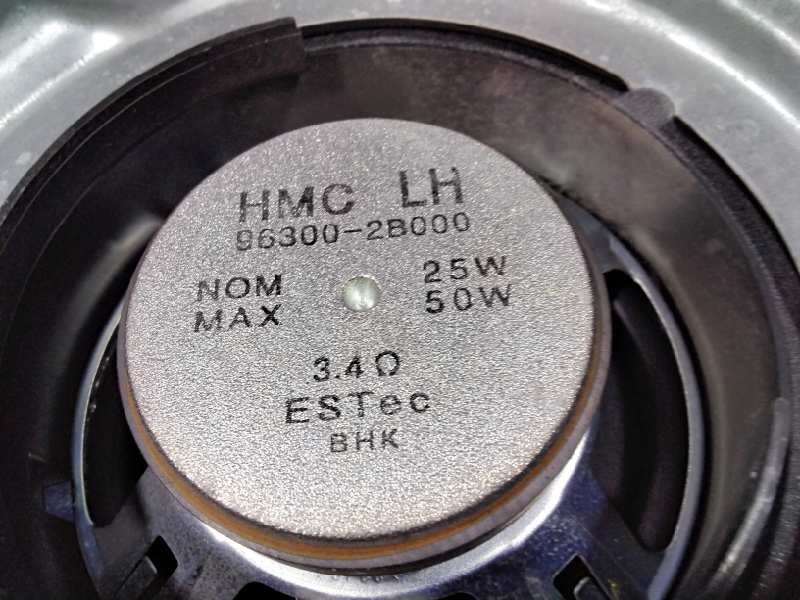 HMC LH
96300-2B000
NOM 25W
MAX 50W
3.4Ω
ESTec
BHK